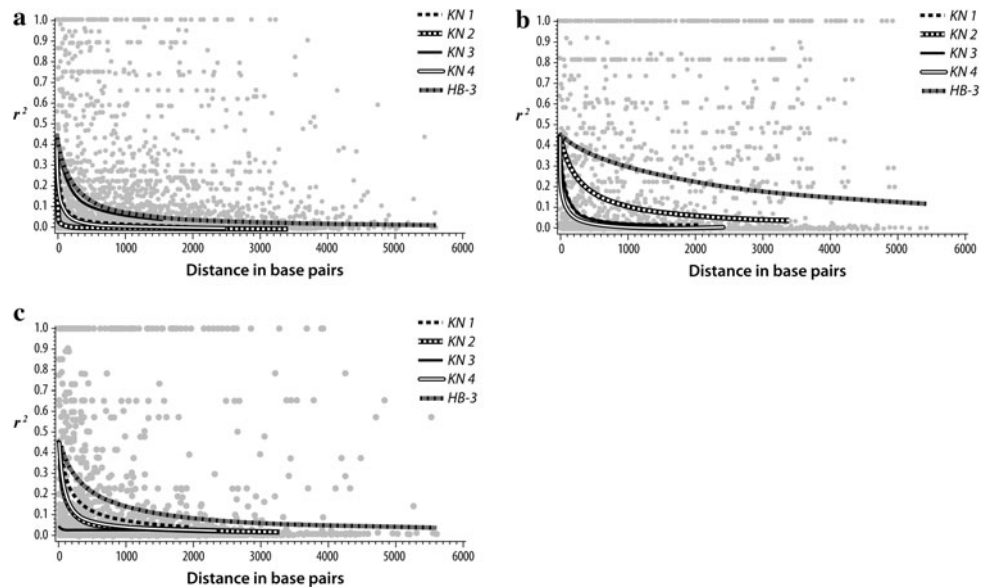 a
KN 1
KN 2
KN 3
KN 4
HB-3
1.0
0.9
0.8
0.7
0.6
0.5
0.4
0.3
0.2
0.1
0.0
r²
0 1000 2000 3000 4000 5000 6000
Distance in base pairs
b
KN 1
KN 2
KN 3
KN 4
HB-3
1.0
0.9
0.8
0.7
0.6
0.5
0.4
0.3
0.2
0.1
0.0
r²
0 1000 2000 3000 4000 5000 6000
Distance in base pairs
c
KN 1
KN 2
KN 3
KN 4
HB-3
1.0
0.9
0.8
0.7
0.6
0.5
0.4
0.3
0.2
0.1
0.0
r²
0 1000 2000 3000 4000 5000 6000
Distance in base pairs